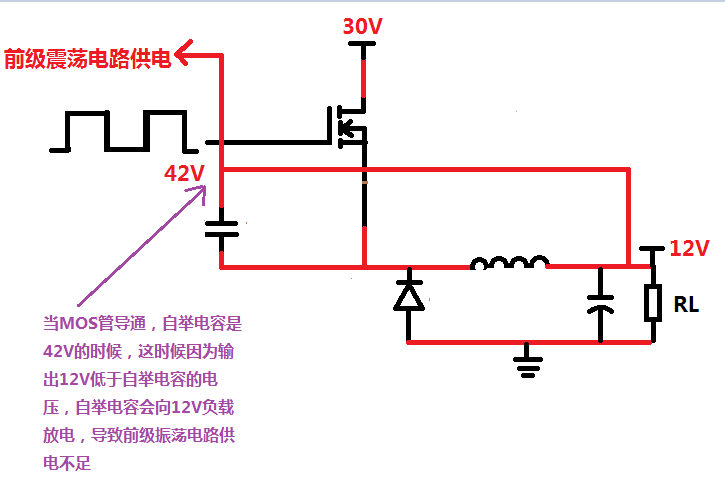 30V
前级震荡电路供电
42V
12V
RL
当MOS管导通，自举电容是
42V的时候，这时候因为输
出12V低于自举电容的电
压，自举电容会向12V负载
放电，导致前级振荡电路供
电不足